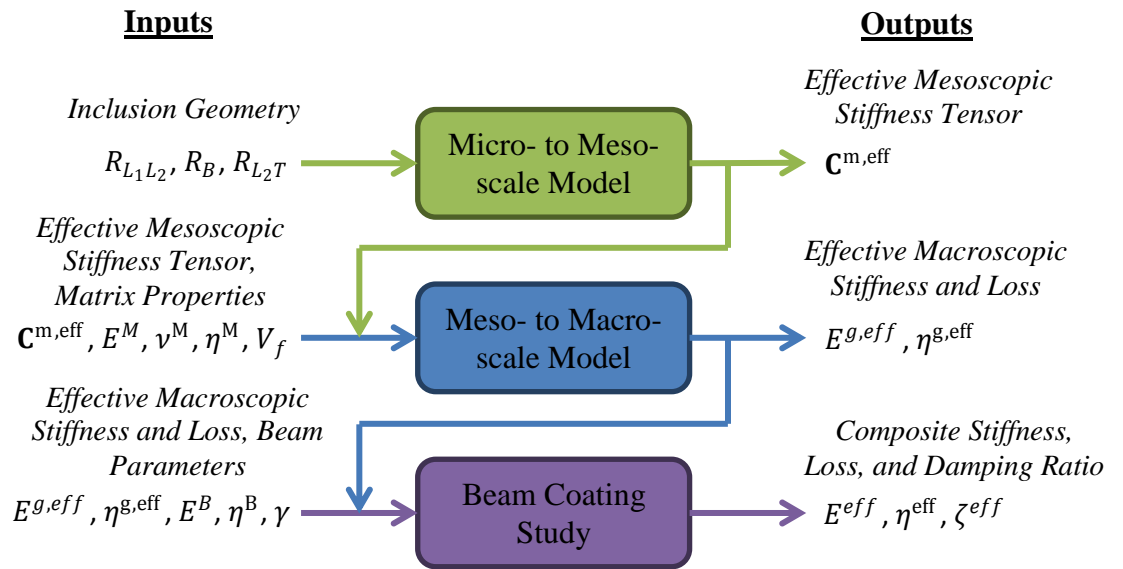 Inputs
Outputs
Inclusion Geometry
R_{L_1L_2}, R_B, R_{L_2T}
Micro- to Meso-
scale Model
Effective Mesoscopic
Stiffness Tensor
C^{m,eff}
Effective Mesoscopic
Stiffness Tensor,
Matrix Properties
C^{m,eff}, E^M, ν^M, η^M, V_f
Meso- to Macro-
scale Model
Effective Macroscopic
Stiffness and Loss
E^{g,eff}, η^{g,eff}
Effective Macroscopic
Stiffness and Loss, Beam
Parameters
E^{g,eff}, η^{g,eff}, E^B, η^B, γ
Beam Coating
Study
Composite Stiffness,
Loss, and Damping Ratio
E^{eff}, η^{eff}, ζ^{eff}